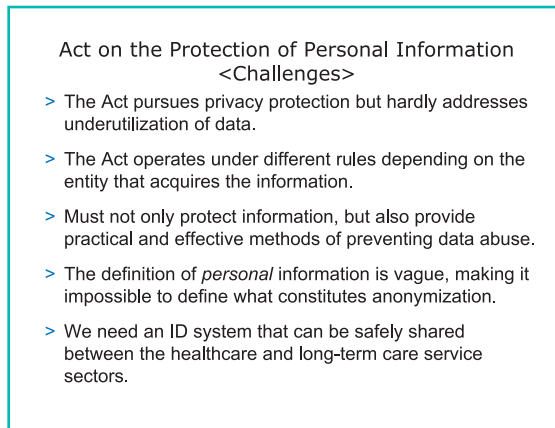 Act on the Protection of Personal Information
<Challenges>
> The Act pursues privacy protection but hardly addresses
underutilization of data.
> The Act operates under different rules depending on the
entity that acquires the information.
> Must not only protect information, but also provide
practical and effective methods of preventing data abuse.
> The definition of personal information is vague, making it
impossible to define what constitutes anonymization.
> We need an ID system that can be safely shared
between the healthcare and long-term care service
sectors.